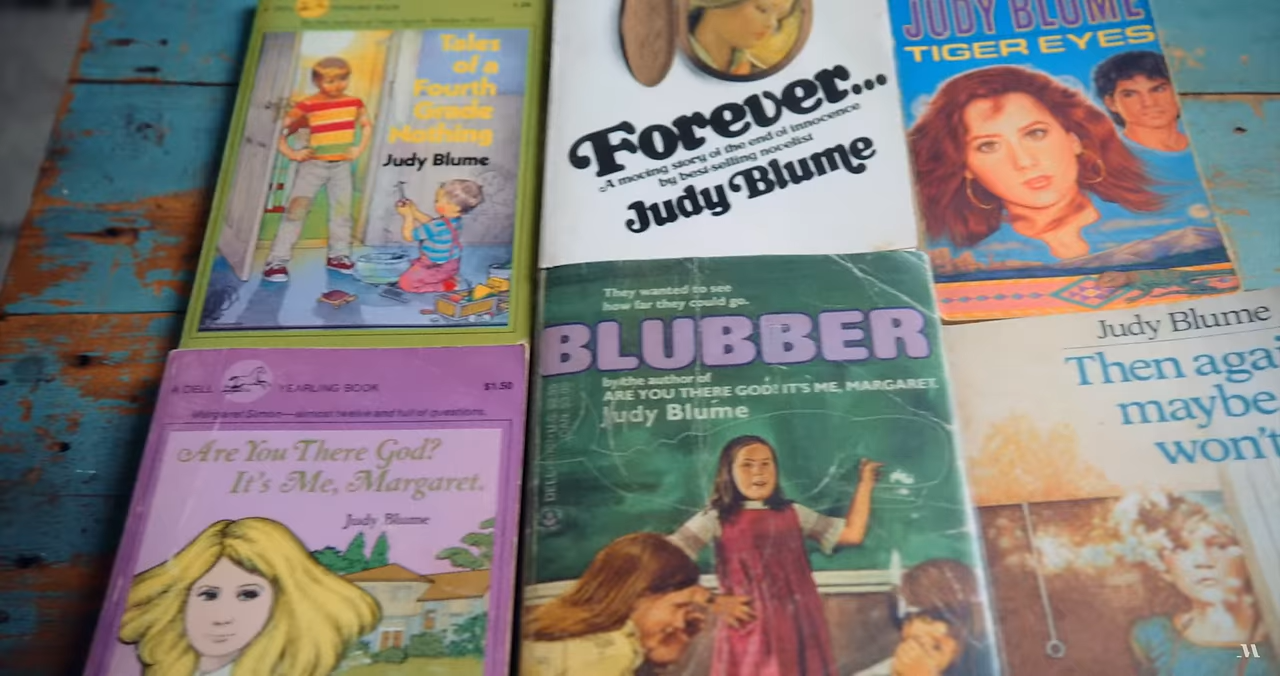 A DELL YEARLING BOOK
Tales
of a
Fourth
Grade
Nothing
Judy Blume
Forever...
A moving story of the end of innocence
by best-selling novelist
Judy Blume
JUDY BLUME
TIGER EYES
A DELL YEARLING BOOK $1.50
Margaret Simon—almost twelve and full of questions.
Are You There God?
It's Me, Margaret.
Judy Blume
They wanted to see
how far they could go.
BLUBBER
by the author of
ARE YOU THERE GOD? IT'S ME, MARGARET.
Judy Blume
DELL
Judy Blume
Then agai
maybe
won't
M